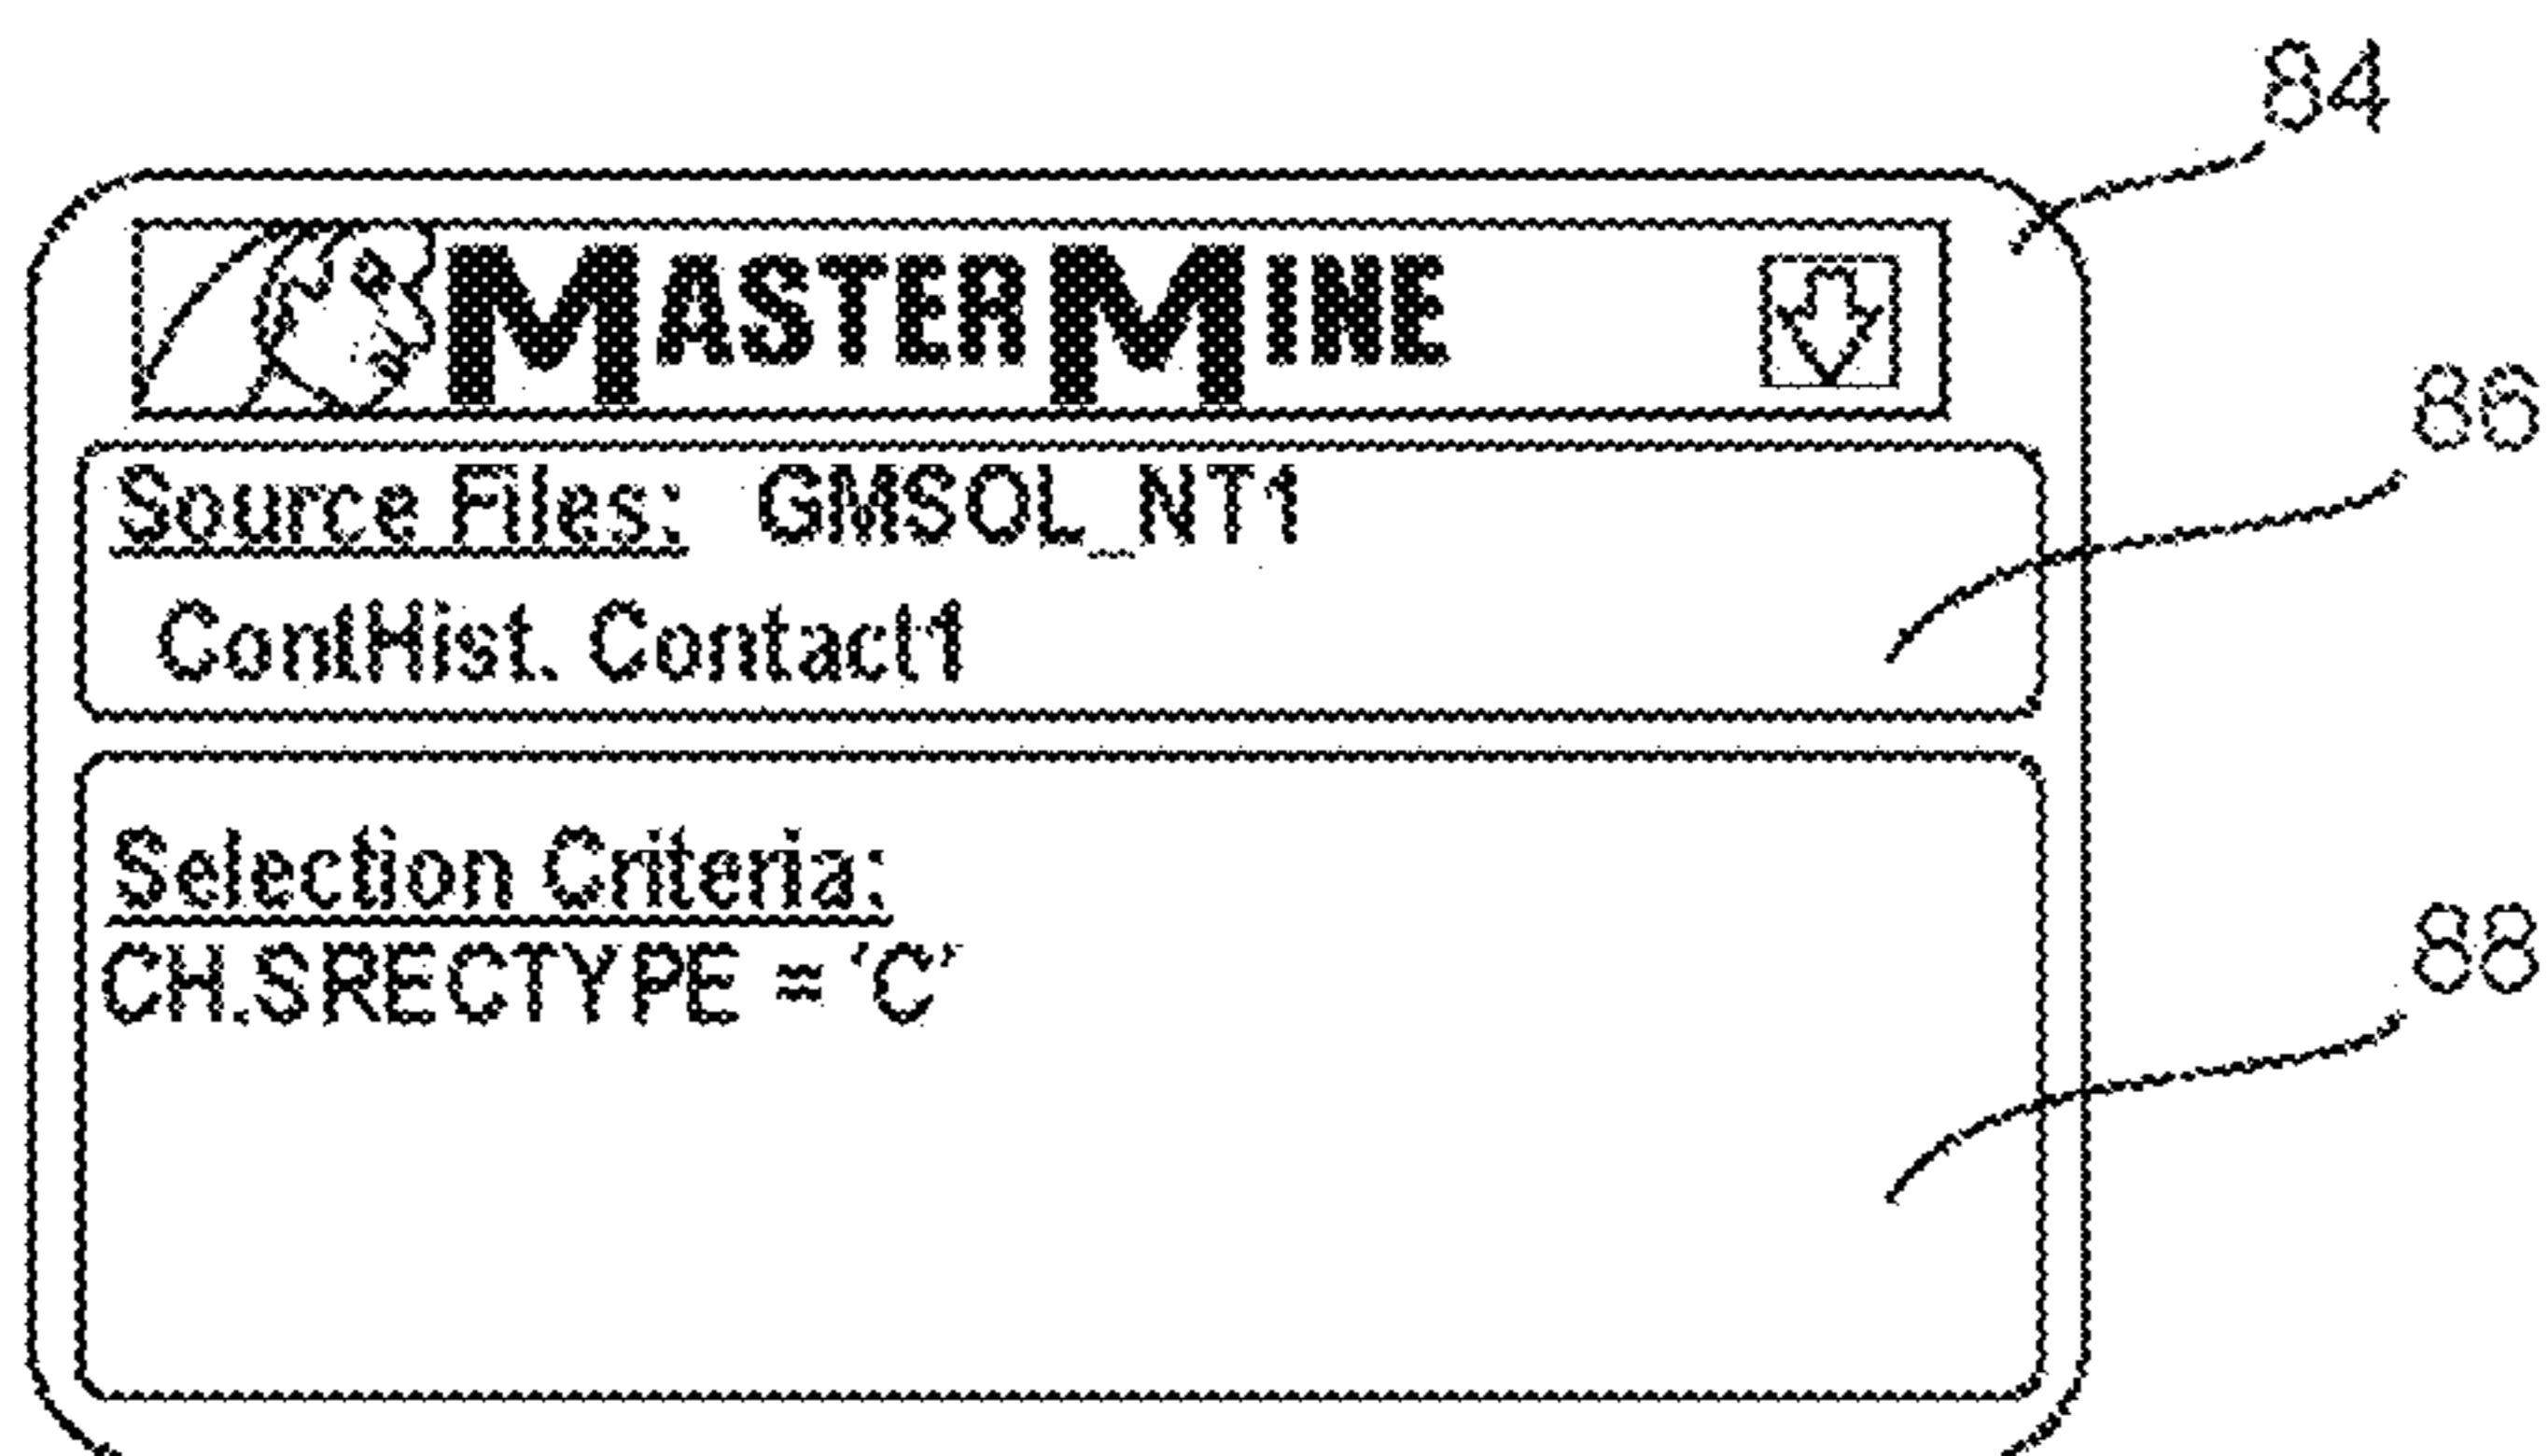 84
MASTERMINE
86
Source Files: GMSOL_NT1
ContHist. Contact1
88
Selection Criteria:
CH.SRECTYPE = 'C'